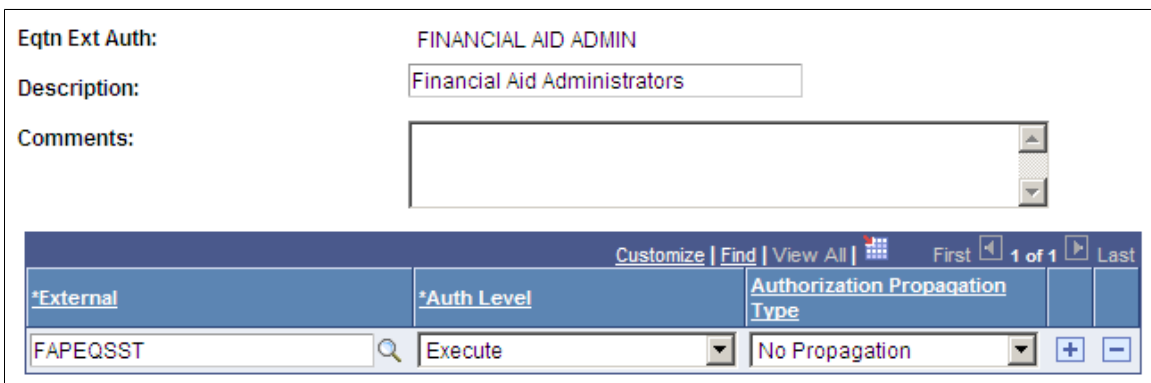 Eqtn Ext Auth: FINANCIAL AID ADMIN
Description: Financial Aid Administrators
Comments:
Customize | Find | View All | First 1 of 1 Last
*External *Auth Level Authorization Propagation Type
FAPEQSST Execute No Propagation